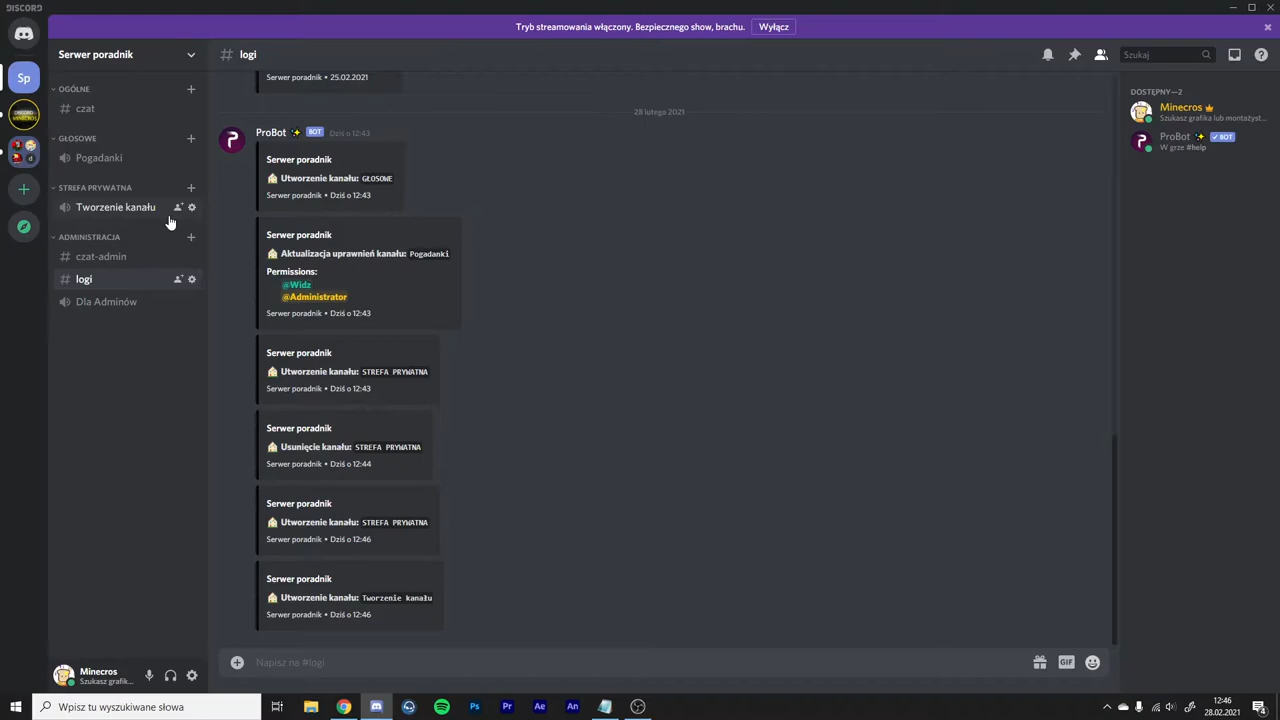 DISCORD
Tryb streamowania włączony. Bezpiecznego show, brachu.
Wyłącz
Serwer poradnik
OGÓLNE
czat
GŁOSOWE
Pogadanki
STREFA PRYWATNA
Tworzenie kanału
ADMINISTRACJA
czat-admin
logi
Dla Adminów
Minecros
Szukasz grafik...
Sp
logi
Szukaj
Serwer poradnik • 25.02.2021
28 lutego 2021
ProBot BOT Dziś o 12:43
Serwer poradnik
Utworzenie kanału: GŁOSOWE
Serwer poradnik • Dziś o 12:43
Serwer poradnik
Aktualizacja uprawnień kanału: Pogadanki
Permissions:
@Widz
@Administrator
Serwer poradnik • Dziś o 12:43
Serwer poradnik
Utworzenie kanału: STREFA PRYWATNA
Serwer poradnik • Dziś o 12:43
Serwer poradnik
Usunięcie kanału: STREFA PRYWATNA
Serwer poradnik • Dziś o 12:44
Serwer poradnik
Utworzenie kanału: STREFA PRYWATNA
Serwer poradnik • Dziś o 12:46
Serwer poradnik
Utworzenie kanału: Tworzenie kanału
Serwer poradnik • Dziś o 12:46
Napisz na #logi
GIF
DOSTĘPNY—2
Minecros
Szukasz grafika lub montażyst...
ProBot BOT
W grze #help
Wpisz tu wyszukiwane słowa
Ps
Pr
Ae
An
12:46
28.02.2021